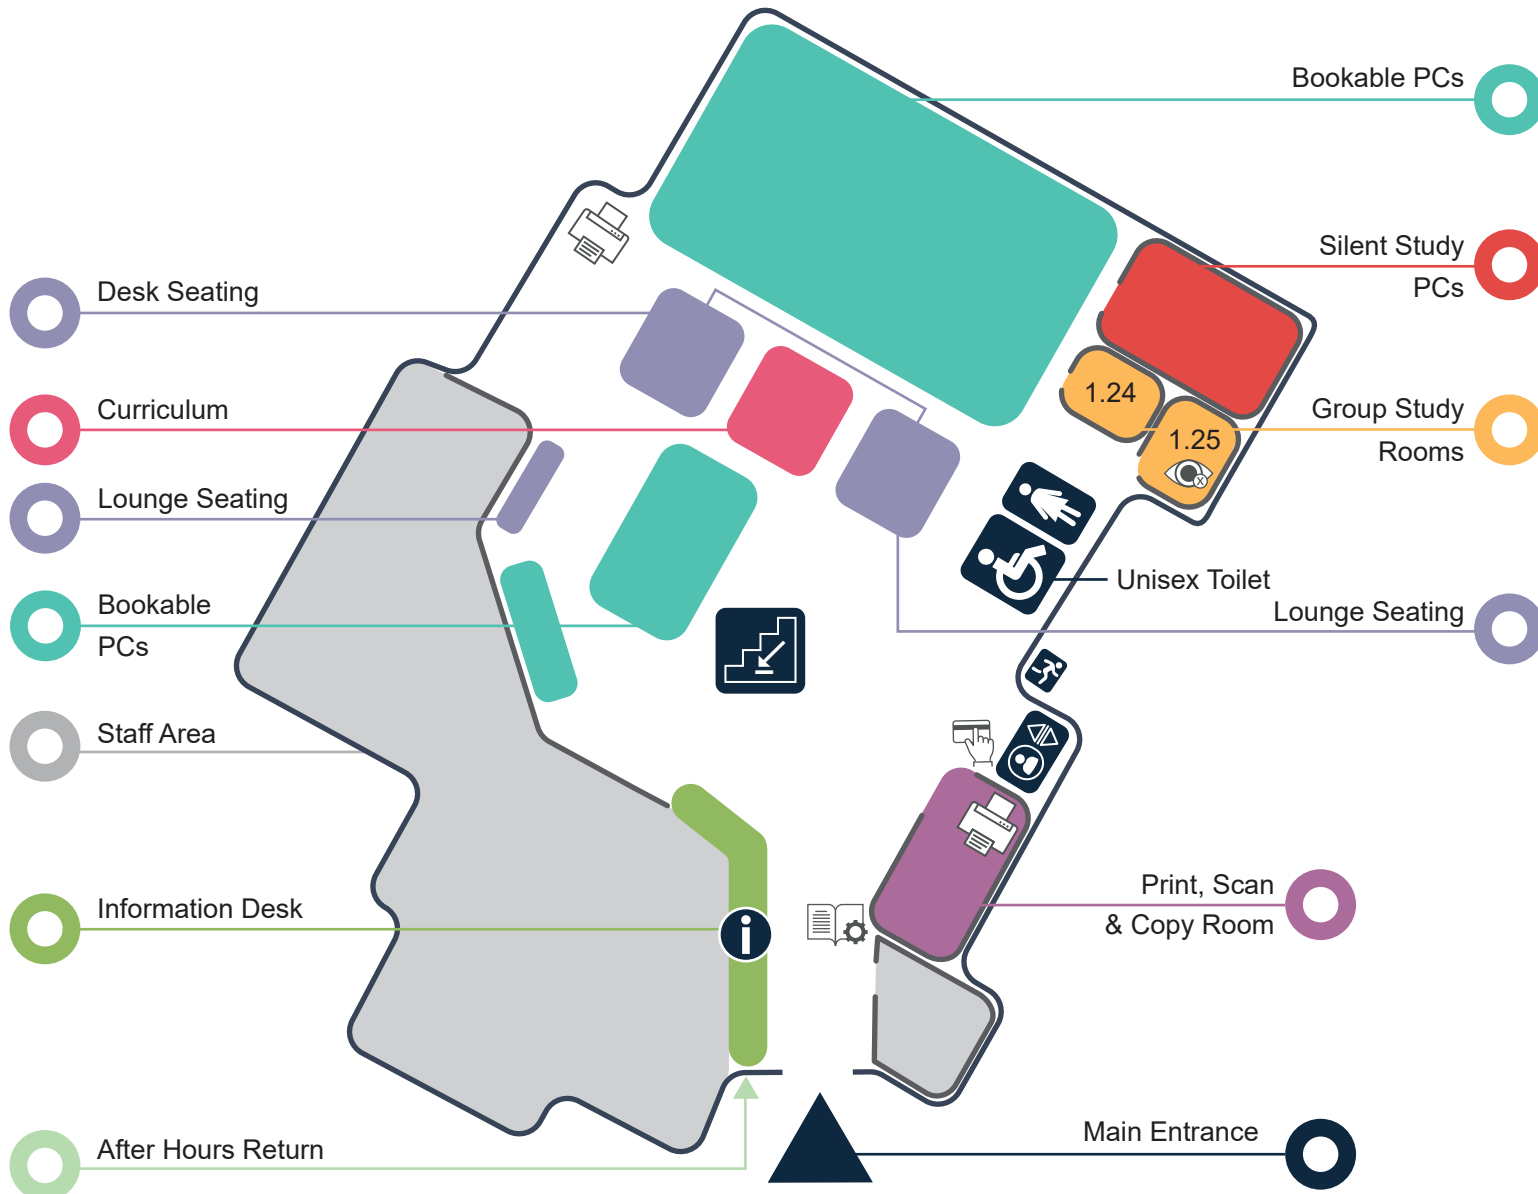 Bookable PCs
Silent Study
PCs
Desk Seating
1.24
Curriculum
Group Study
Rooms
1.25
x
Lounge Seating
Unisex Toilet
Bookable
PCs
Lounge Seating
Staff Area
Print, Scan
& Copy Room
Information Desk
i
Main Entrance
After Hours Return